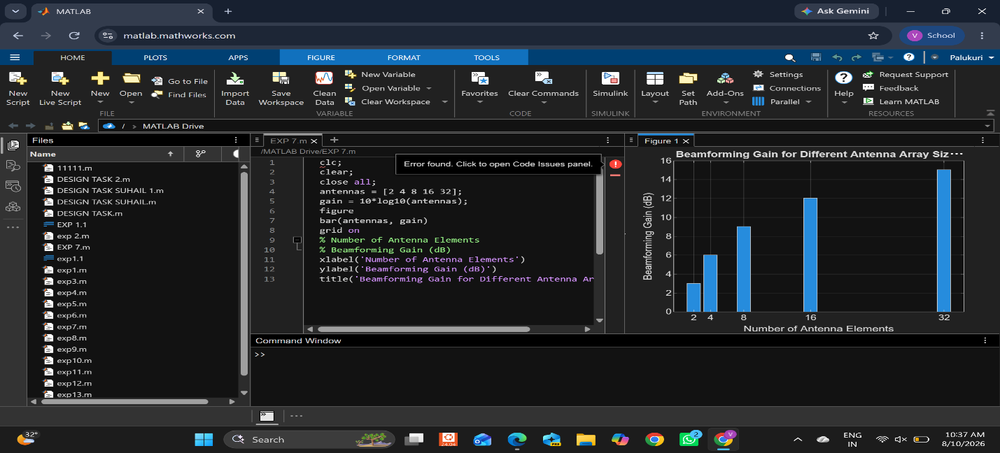 MATLAB
Ask Gemini
matlab.mathworks.com
V School
HOME PLOTS APPS FIGURE FORMAT TOOLS
Palukuri
New Script
New Live Script
New
Open
Go to File
Find Files
FILE
Import Data
Save Workspace
Clean Data
New Variable
Open Variable
Clear Workspace
VARIABLE
Favorites
Clear Commands
CODE
Simulink
SIMULINK
Layout
Set Path
Add-Ons
Settings
Connections
Parallel
ENVIRONMENT
Help
Request Support
Feedback
Learn MATLAB
RESOURCES
/ > MATLAB Drive
Files
Name
11111.m
DESIGN TASK 2.m
DESIGN TASK SUHAIL 1.m
DESIGN TASK SUHAIL.m
DESIGN TASK.m
EXP 1.1
exp 2.m
EXP 7.m
exp1.1
exp1.m
exp3.m
exp4.m
exp5.m
exp6.m
exp7.m
exp8.m
exp9.m
exp10.m
exp11.m
exp12.m
exp13.m
EXP 7.m
/MATLAB Drive/EXP 7.m
Error found. Click to open Code Issues panel.
1 clc;
2 clear;
3 close all;
4 antennas = [2 4 8 16 32];
5 gain = 10*log10(antennas);
6 figure
7 bar(antennas, gain)
8 grid on
9 % Number of Antenna Elements
10 % Beamforming Gain (dB)
11 xlabel('Number of Antenna Elements')
12 ylabel('Beamforming Gain (dB)')
13 title('Beamforming Gain for Different Antenna Ar
Figure 1
Beamforming Gain for Different Antenna Array Siz...
Beamforming Gain (dB)
16
14
12
10
8
6
4
2
0
2 4 8 16 32
Number of Antenna Elements
Command Window
>>
32°
Search
24.04
PRE
2
V
ENG
IN
10:37 AM
8/10/2026